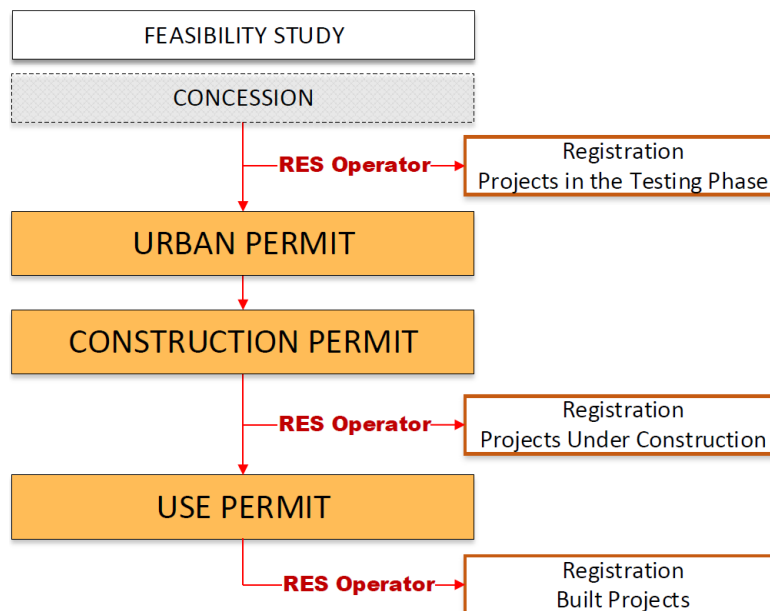 FEASIBILITY STUDY
CONCESSION
RES Operator
Registration
Projects in the Testing Phase
URBAN PERMIT
CONSTRUCTION PERMIT
RES Operator
Registration
Projects Under Construction
USE PERMIT
RES Operator
Registration
Built Projects